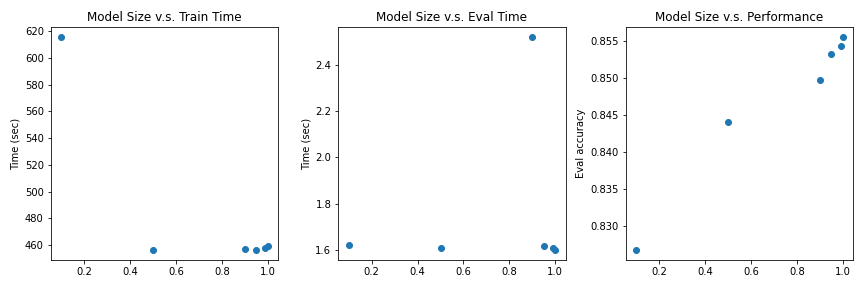 Model Size v.s. Train Time
Time (sec)
620
600
580
560
540
520
500
480
460
0.2 0.4 0.6 0.8 1.0
Model Size v.s. Eval Time
Time (sec)
2.4
2.2
2.0
1.8
1.6
0.2 0.4 0.6 0.8 1.0
Model Size v.s. Performance
Eval accuracy
0.855
0.850
0.845
0.840
0.835
0.830
0.2 0.4 0.6 0.8 1.0